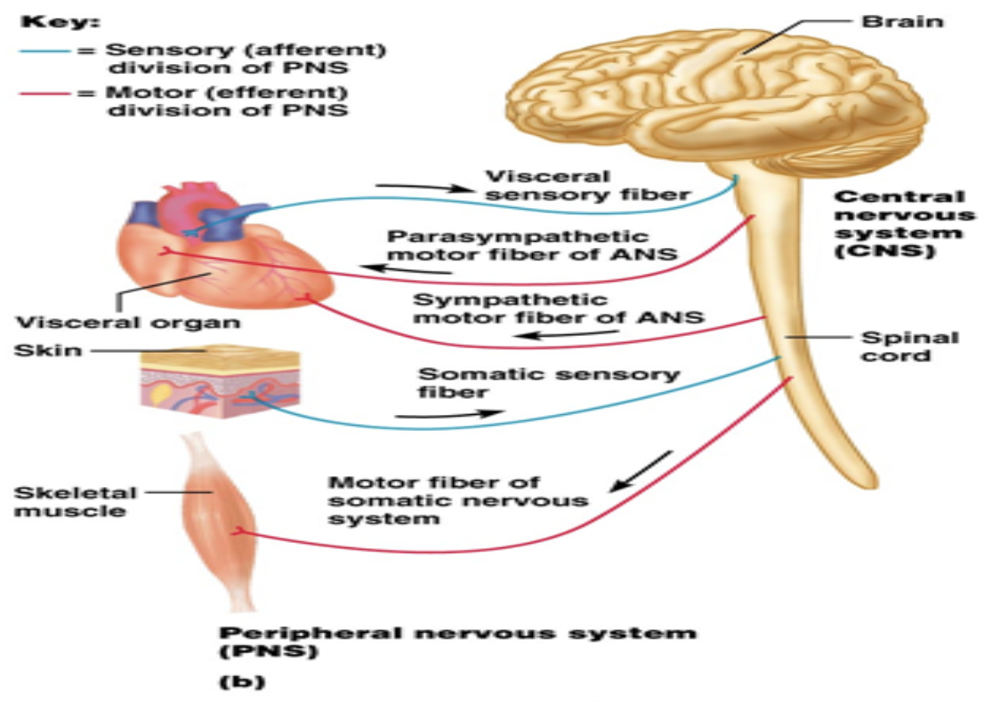 Key:
= Sensory (afferent)
division of PNS
= Motor (efferent)
division of PNS
Brain
Visceral
sensory fiber
Central
nervous
system
(CNS)
Parasympathetic
motor fiber of ANS
Sympathetic
motor fiber of ANS
Visceral organ
Skin
Spinal
cord
Somatic sensory
fiber
Skeletal
muscle
Motor fiber of
somatic nervous
system
Peripheral nervous system
(PNS)
(b)